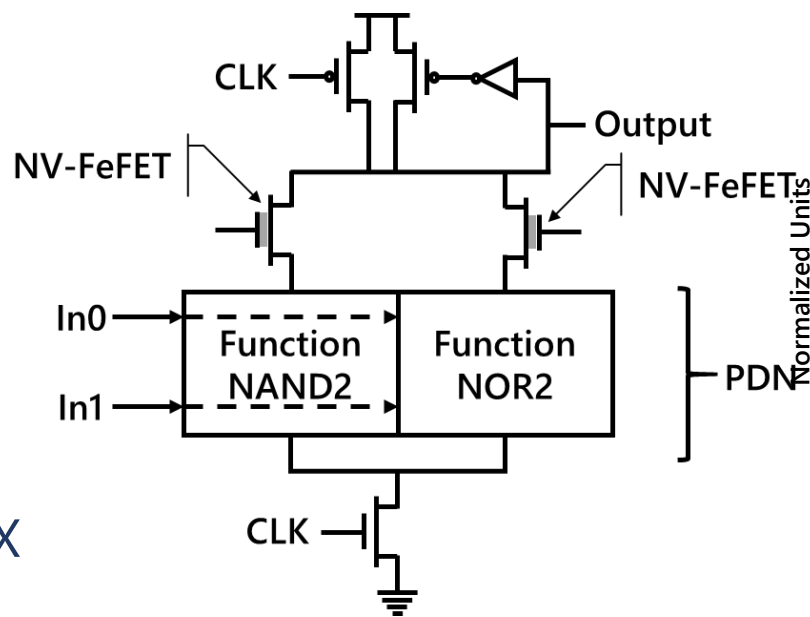 CLK
Output
NV-FeFET
NV-FeFET
Normalized Units
In0
Function
NAND2
Function
NOR2
In1
PDN
X
CLK